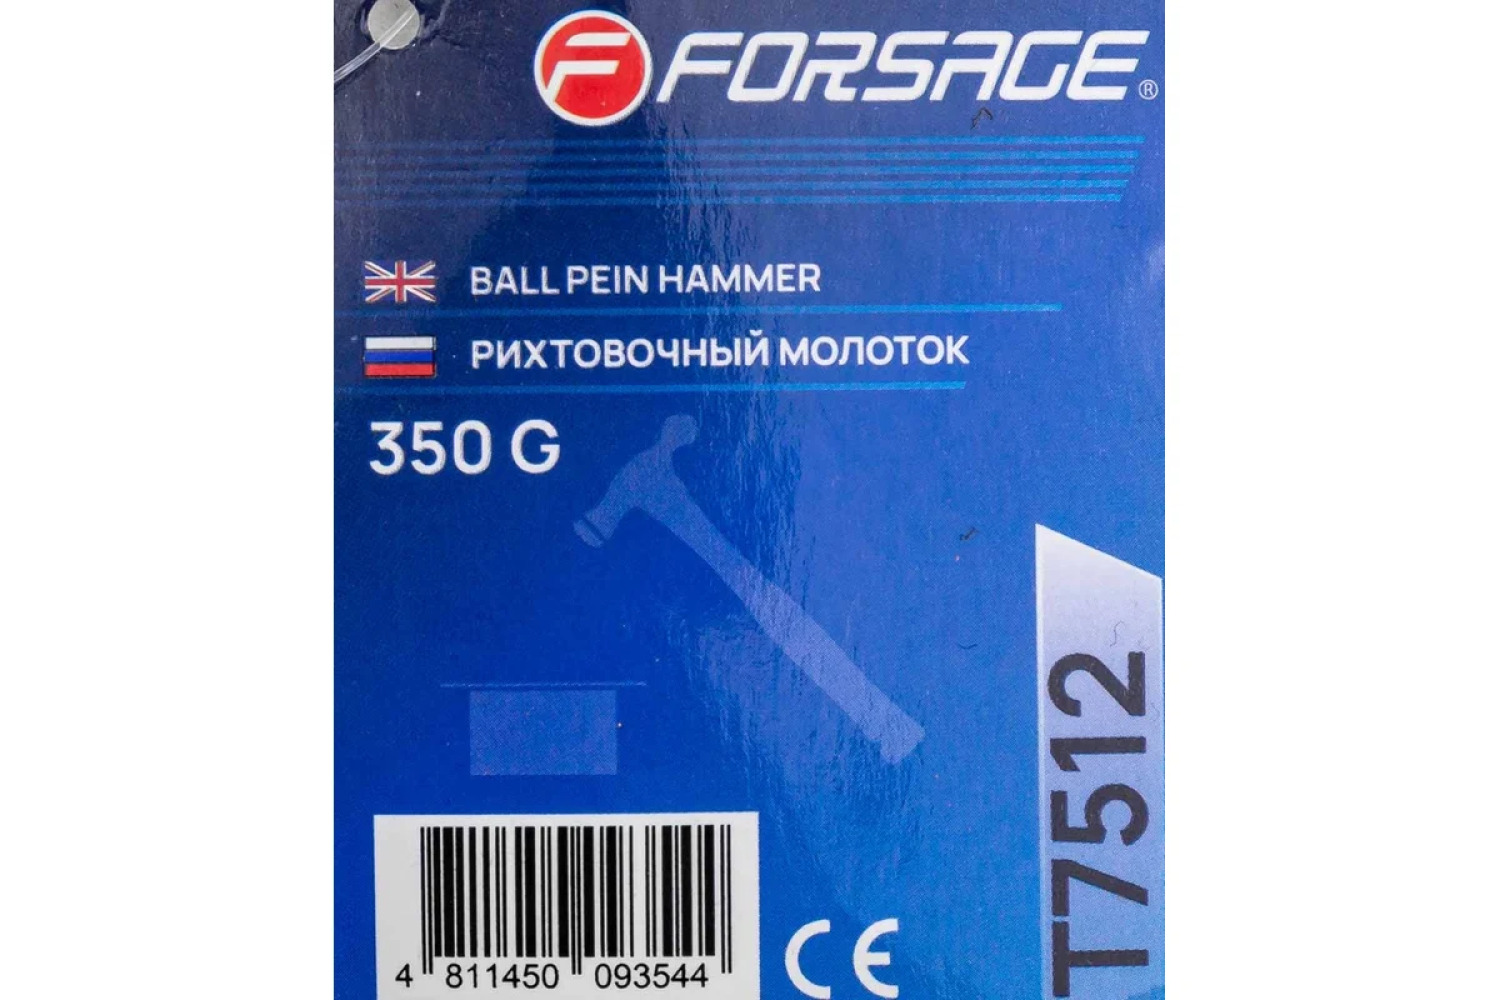 FORSAGE®
BALL PEIN HAMMER
РИХТОВОЧНЫЙ МОЛОТОК
350 G
T7512
4 811450 093544
CE